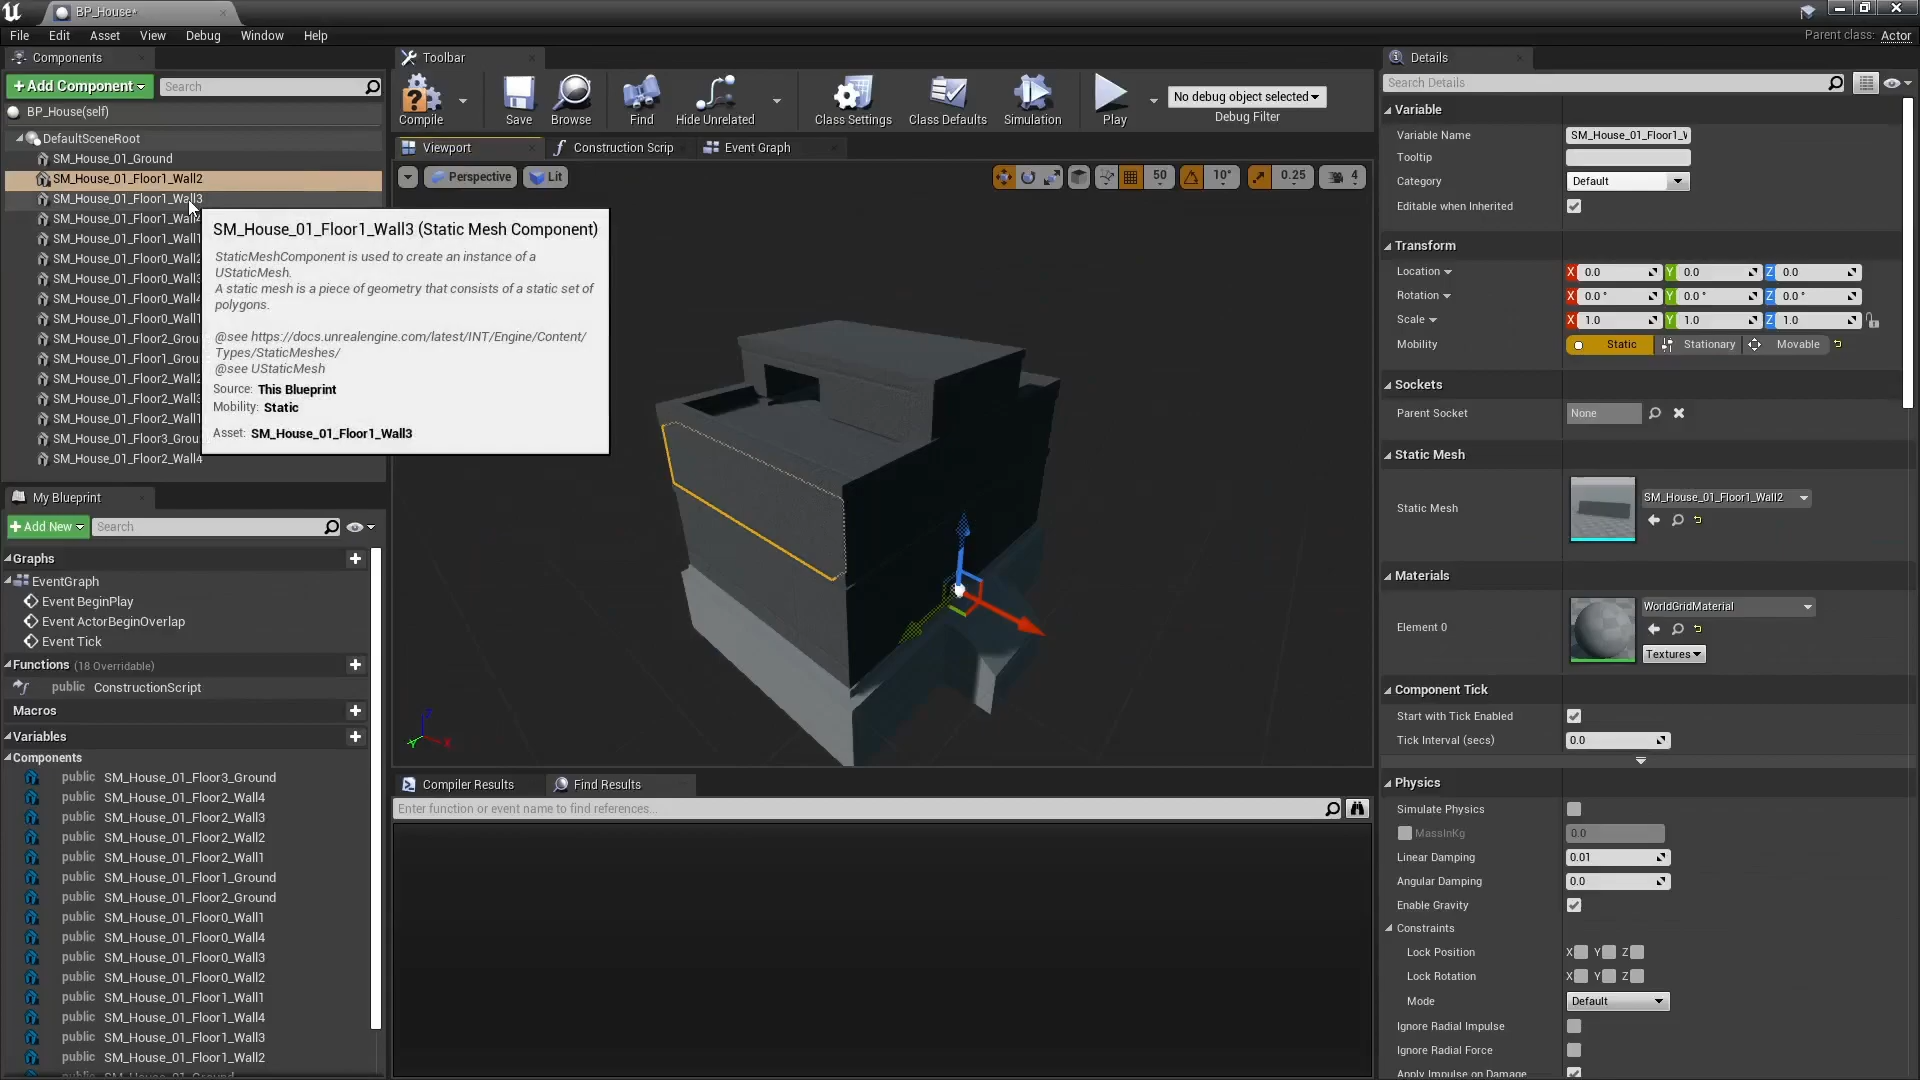 BP_House*
File Edit Asset View Debug Window Help
Parent class: Actor
Components
+ Add Component
Search
BP_House(self)
DefaultSceneRoot
SM_House_01_Ground
SM_House_01_Floor1_Wall2
SM_House_01_Floor1_Wall3
SM_House_01_Floor1_Wall4
SM_House_01_Floor1_Wall1
SM_House_01_Floor0_Wall2
SM_House_01_Floor0_Wall3
SM_House_01_Floor0_Wall4
SM_House_01_Floor0_Wall1
SM_House_01_Floor2_Grou
SM_House_01_Floor1_Grou
SM_House_01_Floor2_Wall2
SM_House_01_Floor2_Wall3
SM_House_01_Floor2_Wall1
SM_House_01_Floor3_Grou
SM_House_01_Floor2_Wall4
SM_House_01_Floor1_Wall3 (Static Mesh Component)
StaticMeshComponent is used to create an instance of a
UStaticMesh.
A static mesh is a piece of geometry that consists of a static set of
polygons.
@see https://docs.unrealengine.com/latest/INT/Engine/Content/
Types/StaticMeshes/
@see UStaticMesh
Source: This Blueprint
Mobility: Static
Asset: SM_House_01_Floor1_Wall3
My Blueprint
+ Add New
Search
Graphs
EventGraph
Event BeginPlay
Event ActorBeginOverlap
Event Tick
Functions (18 Overridable)
public ConstructionScript
Macros
Variables
Components
public SM_House_01_Floor3_Ground
public SM_House_01_Floor2_Wall4
public SM_House_01_Floor2_Wall3
public SM_House_01_Floor2_Wall2
public SM_House_01_Floor2_Wall1
public SM_House_01_Floor1_Ground
public SM_House_01_Floor2_Ground
public SM_House_01_Floor0_Wall1
public SM_House_01_Floor0_Wall4
public SM_House_01_Floor0_Wall3
public SM_House_01_Floor0_Wall2
public SM_House_01_Floor1_Wall1
public SM_House_01_Floor1_Wall4
public SM_House_01_Floor1_Wall3
public SM_House_01_Floor1_Wall2
Toolbar
Compile
Save
Browse
Find
Hide Unrelated
Class Settings
Class Defaults
Simulation
Play
No debug object selected
Debug Filter
Viewport
Construction Scrip
Event Graph
Perspective
Lit
50
10°
0.25
4
Z
Y
X
Compiler Results
Find Results
Enter function or event name to find references...
Details
Search Details
Variable
Variable Name SM_House_01_Floor1_
Tooltip
Category Default
Editable when Inherited
Transform
Location X 0.0 Y 0.0 Z 0.0
Rotation X 0.0 ° Y 0.0 ° Z 0.0 °
Scale X 1.0 Y 1.0 Z 1.0
Mobility Static Stationary Movable
Sockets
Parent Socket None
Static Mesh
Static Mesh SM_House_01_Floor1_Wall2
Materials
Element 0 WorldGridMaterial
Textures
Component Tick
Start with Tick Enabled
Tick Interval (secs) 0.0
Physics
Simulate Physics
MassInKg 0.0
Linear Damping 0.01
Angular Damping 0.0
Enable Gravity
Constraints
Lock Position X Y Z
Lock Rotation X Y Z
Mode Default
Ignore Radial Impulse
Ignore Radial Force
Apply Impulse on Damage